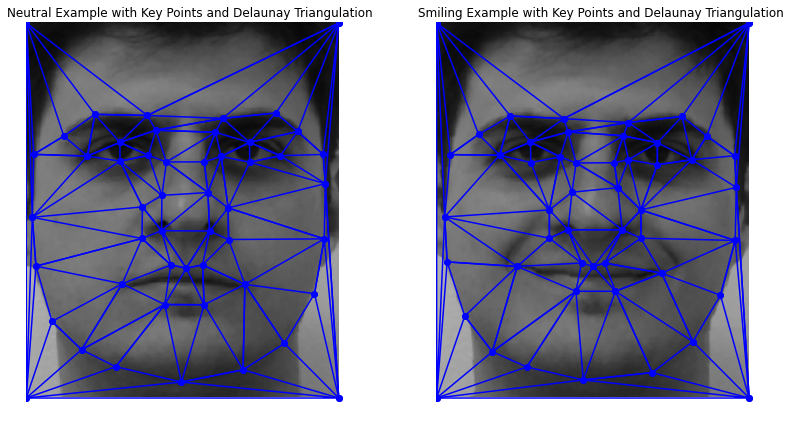 Neutral Example with Key Points and Delaunay Triangulation
Smiling Example with Key Points and Delaunay Triangulation